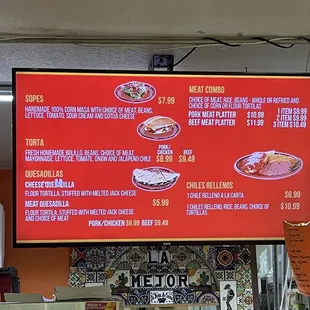 SOPES
HANDMADE 100% CORN MASA WITH CHOICE OF MEAT, BEANS,
LETTUCE, TOMATO, SOUR CREAM AND COTIJA CHEESE
$7.99
TORTA
FRESH HOMEMADE BOLILLO, BEANS, CHOICE OF MEAT,
MAYONNAISE, LETTUCE, TOMATE, ONION AND JALAPENO CHILE
PORK/
CHICKEN BEEF
$8.99 $9.49
QUESADILLAS
CHEESE QUESADILLA
FLOUR TORTILLA, STUFFED WITH MELTED JACK CHEESE
MEAT QUESADILLA $5.99
FLOUR TORTILLA, STUFFED WITH MELTED JACK CHEESE
AND CHOICE OF MEAT
PORK/CHICKEN $8.99 BEEF $9.49
MEAT COMBO
CHOICE OF MEAT, RICE, BEANS - WHOLE OR REFRIED AND
CHOICE OF CORN OR FLOUR TORTILLAS
PORK MEAT PLATTER $10.99
BEEF MEAT PLATTER $11.99
1 ITEM $8.99
2 ITEM $9.99
3 ITEM $10.49
CHILES RELLENOS
1 CHILE RELLENO A LA CARTE $6.99
1 CHILES RELLENO, RICE, BEANS, CHOICE OF $10.99
TORTILLAS
LA
MEJOR